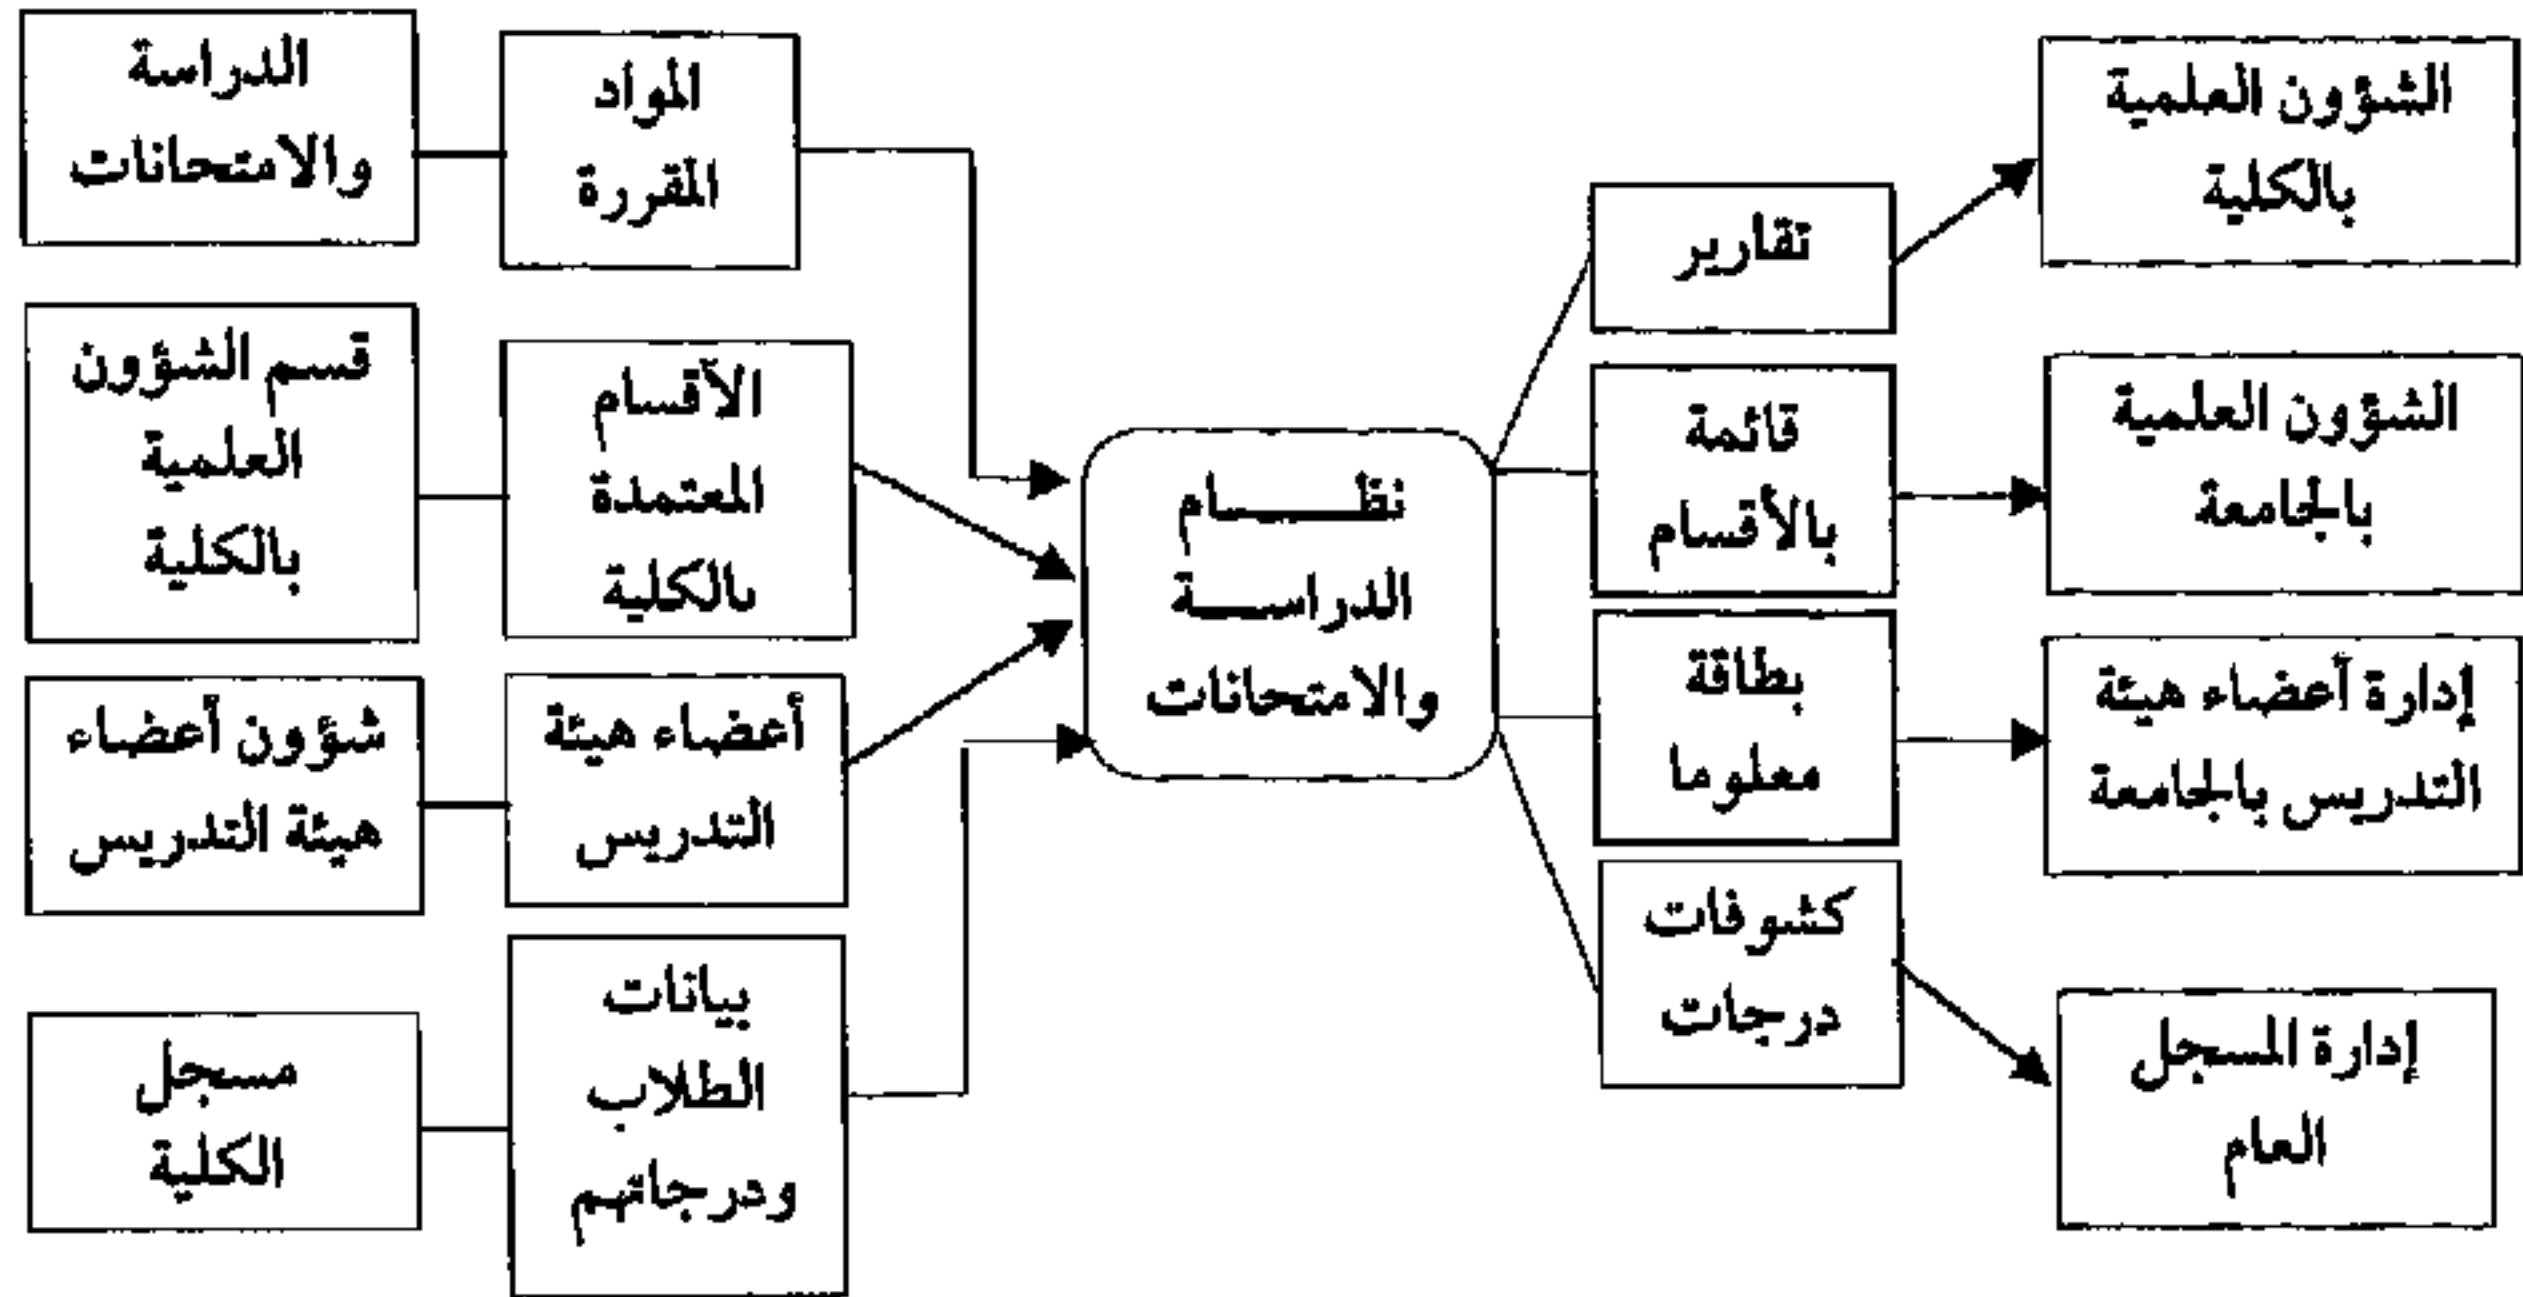 الدراسة
والامتحانات
المواد
المقررة
قسم الشؤون
العلمية
بالكلية
الأقسام
المعتمدة
بالكلية
شؤون أعضاء
هيئة التدريس
أعضاء هيئة
التدريس
مسجل
الكلية
بيانات
الطلاب
ودرجاتهم
نظـــــام
الدراســـة
والامتحانات
تقارير
الشؤون العلمية
بالكلية
قائمة
بالأقسام
الشؤون العلمية
بالجامعة
بطاقة
معلوما
إدارة أعضاء هيئة
التدريس بالجامعة
كشوفات
درجات
إدارة المسجل
العام